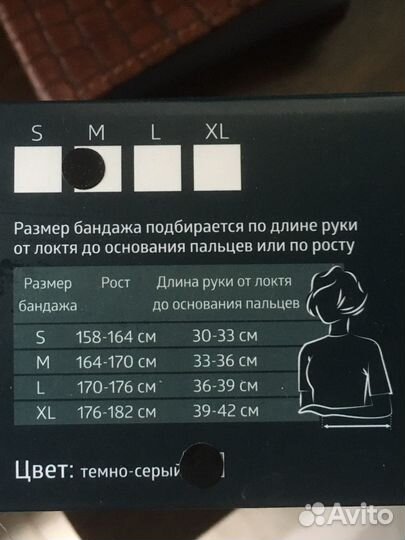 S M L XL
Размер бандажа подбирается по длине руки
от локтя до основания пальцев или по росту
Размер Рост Длина руки от локтя
бандажа до основания пальцев
S 158-164 см 30-33 см
M 164-170 см 33-36 см
L 170-176 см 36-39 см
XL 176-182 см 39-42 см
Цвет: темно-серый
Avito